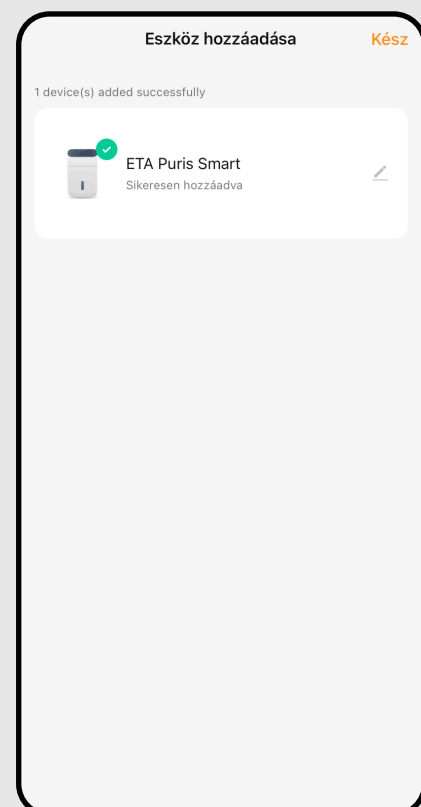 Eszköz hozzáadása Kész
1 device(s) added successfully
ETA Puris Smart
Sikeresen hozzáadva